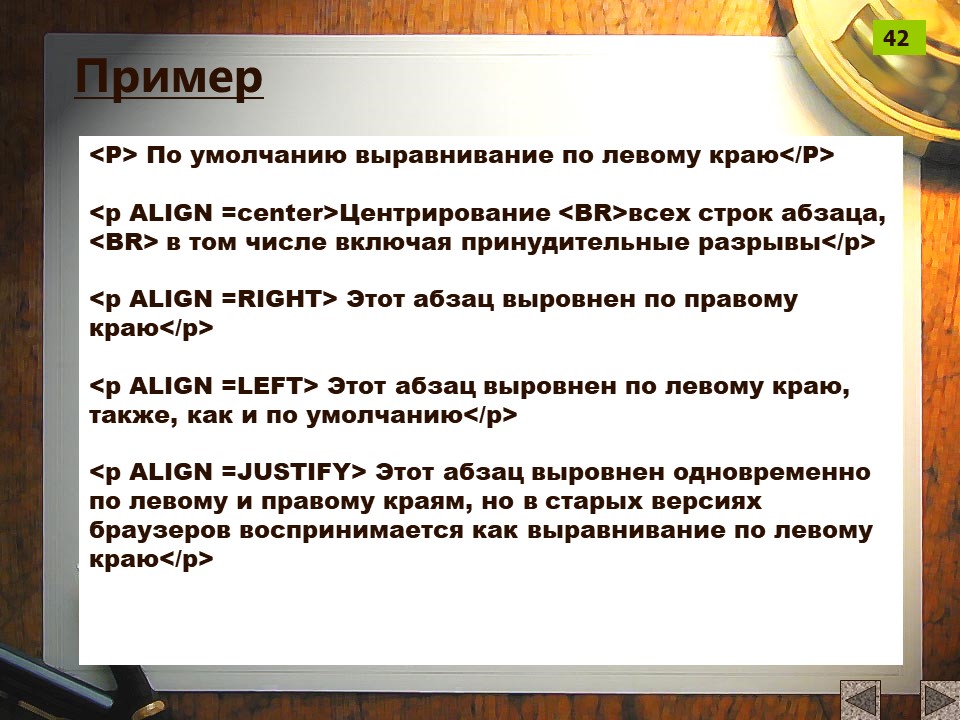 42
Пример
<P> По умолчанию выравнивание по левому краю</P>
<p ALIGN =center>Центрирование <BR>всех строк абзаца,
<BR> в том числе включая принудительные разрывы</p>
<p ALIGN =RIGHT> Этот абзац выровнен по правому
краю</p>
<p ALIGN =LEFT> Этот абзац выровнен по левому краю,
также, как и по умолчанию</p>
<p ALIGN =JUSTIFY> Этот абзац выровнен одновременно
по левому и правому краям, но в старых версиях
браузеров воспринимается как выравнивание по левому
краю</p>